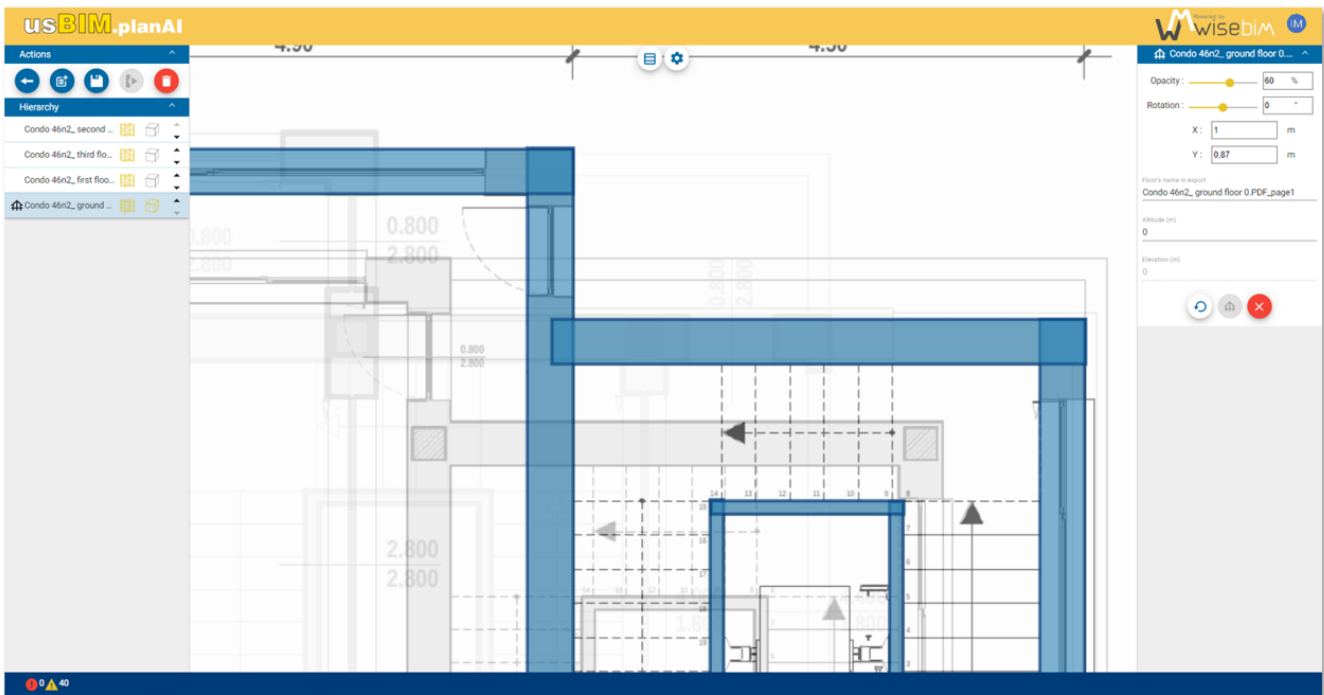 usBIM.planAI
Powered by
wisebim
IM
Actions
Hierarchy
Condo 46n2_ second ...
Condo 46n2_ third flo...
Condo 46n2_ first floo...
Condo 46n2_ ground ...
4.90
4.50
0.800
2.800
0.800
2.800
0.800
2.800
0.800
2.800
2.800
2.800
14 13 12 11 10 9 8
15
16
17
18
19
7
6
5
4
3
Condo 46n2_ ground floor 0....
Opacity : 60 %
Rotation : 0 °
X : 1 m
Y : 0,87 m
Floor's name in export
Condo 46n2_ ground floor 0.PDF_page1
Altitude (m)
0
Elevation (m)
0
0 40